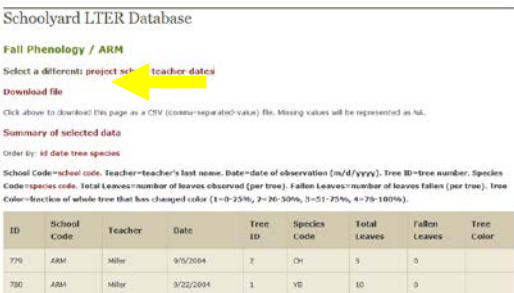 Schoolyard LTER Database
Fall Phenology / ARM
Select a different: project school teacher dates
Download file
Click above to download this page as a CSV (comma-separated-value) file. Missing values will be represented as NA.
Summary of selected data
Order By: id date tree species
School Code=school code. Teacher=teacher's last name. Date=date of observation (m/d/yyyy). Tree ID=tree number. Species
Code=species code. Total Leaves=number of leaves observed (per tree). Fallen Leaves=number of leaves fallen (per tree). Tree
Color=fraction of whole tree that has changed color (1=0-25%, 2=26-50%, 3=51-75%, 4=76-100%).
ID School Code Teacher Date Tree ID Species Code Total Leaves Fallen Leaves Tree Color
779 ARM Miller 9/6/2004 2 CH 5 0
780 ARM Miller 9/22/2004 1 YB 10 0